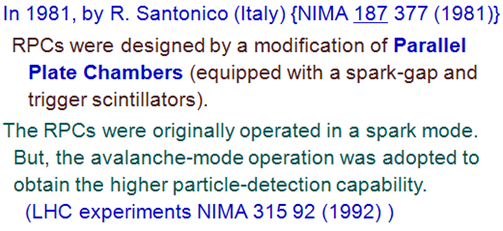 In 1981, by R. Santonico (Italy) {NIMA 187 377 (1981)}
RPCs were designed by a modification of Parallel
Plate Chambers (equipped with a spark-gap and
trigger scintillators).
The RPCs were originally operated in a spark mode.
But, the avalanche-mode operation was adopted to
obtain the higher particle-detection capability.
(LHC experiments NIMA 315 92 (1992) )